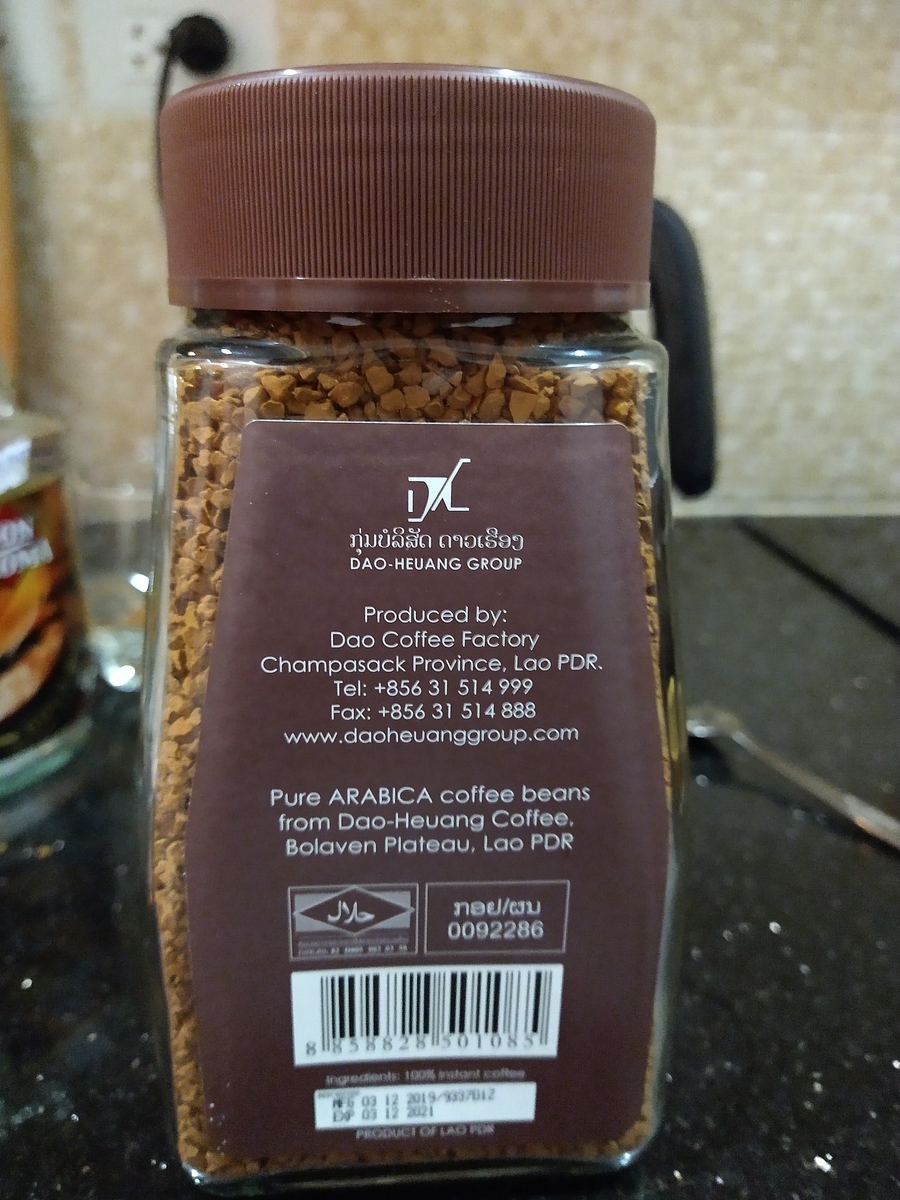 ກຸ່ມບໍລິສັດ ດາວເຮືອງ
DAO-HEUANG GROUP
Produced by:
Dao Coffee Factory
Champasack Province, Lao PDR.
Tel: +856 31 514 999
Fax: +856 31 514 888
www.daoheuanggroup.com
Pure ARABICA coffee beans
from Dao-Heuang Coffee,
Bolaven Plateau, Lao PDR
حلال
ກອຢ/ຜນ
0092286
8 858828 501085
Ingredients: 100% instant coffee
MFG 03 12 2019/9337D1Z
EXP 03 12 2021
PRODUCT OF LAO PDR